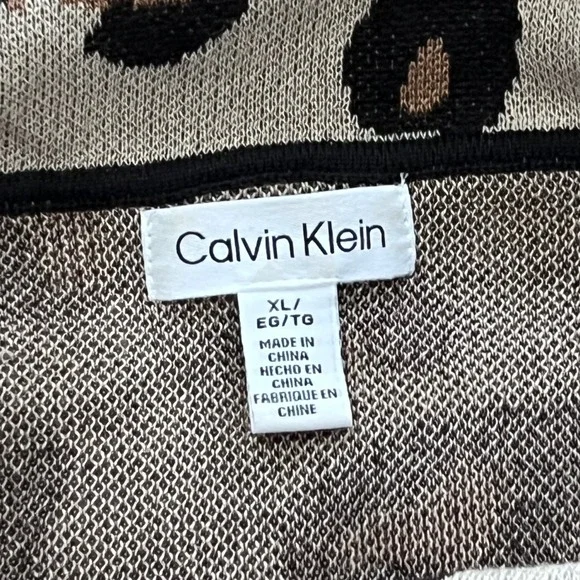 Calvin Klein
XL/
EG/TG
MADE IN
CHINA
HECHO EN
CHINA
FABRIQUE EN
CHINE